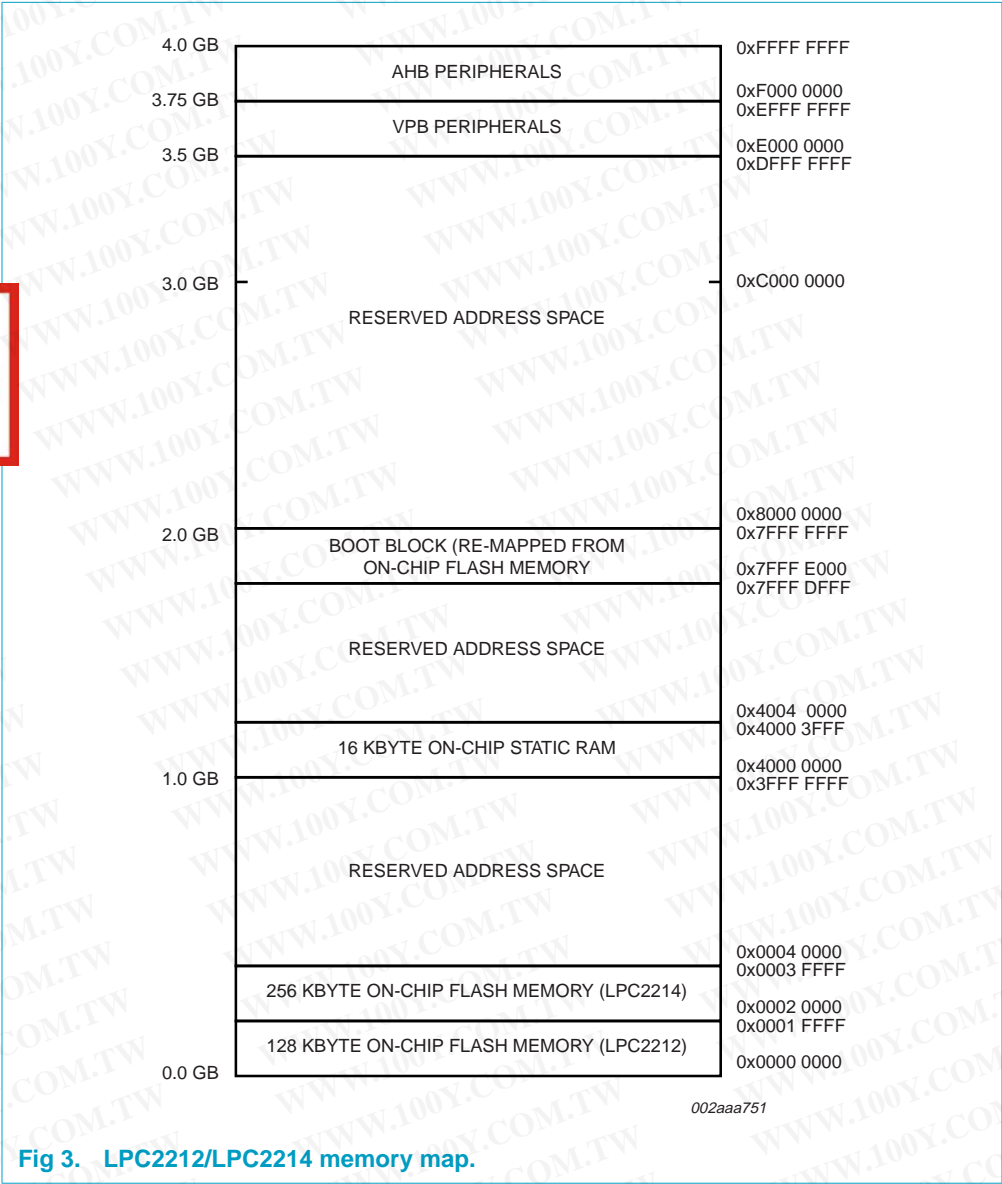 4.0 GB
0xFFFF FFFF
AHB PERIPHERALS
0xF000 0000
3.75 GB
0xEFFF FFFF
VPB PERIPHERALS
0xE000 0000
3.5 GB
0xDFFF FFFF
3.0 GB
0xC000 0000
RESERVED ADDRESS SPACE
0x8000 0000
2.0 GB
0x7FFF FFFF
BOOT BLOCK (RE-MAPPED FROM
ON-CHIP FLASH MEMORY
0x7FFF E000
0x7FFF DFFF
RESERVED ADDRESS SPACE
0x4004 0000
0x4000 3FFF
16 KBYTE ON-CHIP STATIC RAM
0x4000 0000
1.0 GB
0x3FFF FFFF
RESERVED ADDRESS SPACE
0x0004 0000
0x0003 FFFF
256 KBYTE ON-CHIP FLASH MEMORY (LPC2214)
0x0002 0000
0x0001 FFFF
128 KBYTE ON-CHIP FLASH MEMORY (LPC2212)
0x0000 0000
0.0 GB
002aaa751
Fig 3. LPC2212/LPC2214 memory map.
WWW.100Y.COM.TW